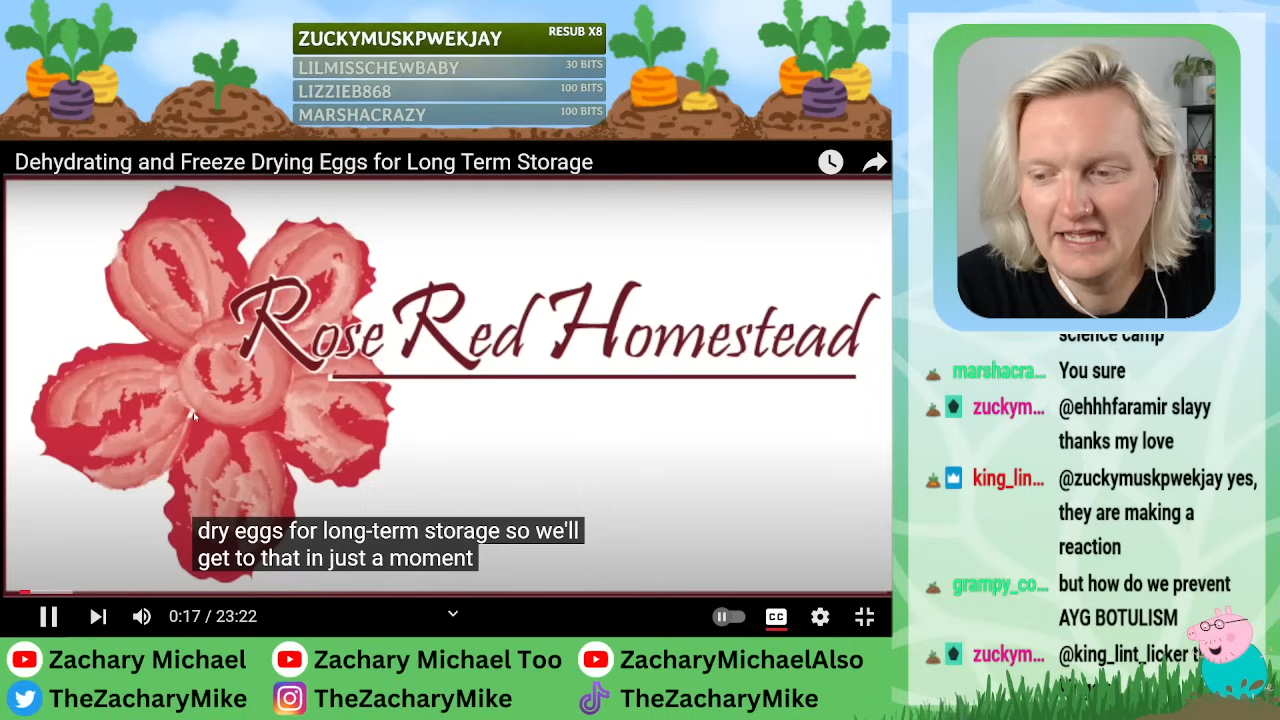 ZUCKYMUSKPWEKJAY RESUB X8
LILMISSCHEWBABY 30 BITS
LIZZIEB868 100 BITS
MARSHACRAZY 100 BITS
Dehydrating and Freeze Drying Eggs for Long Term Storage
Rose Red Homestead
dry eggs for long-term storage so we'll
get to that in just a moment
0:17 / 23:22
CC
science camp
marshacra... You sure
zuckym... @ehhhfaramir slayy
thanks my love
king_lin... @zuckymuskpwekjay yes,
they are making a
reaction
grampy_co... but how do we prevent
AYG BOTULISM
zuckym... @king_lint_licker
Zachary Michael Zachary Michael Too ZacharyMichaelAlso
TheZacharyMike TheZacharyMike TheZacharyMike